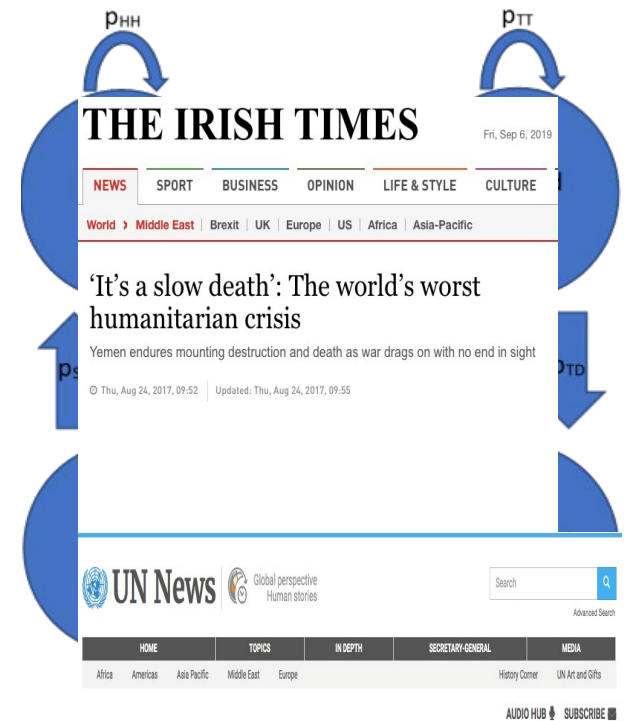 pHH
pTT
THE IRISH TIMES
Fri, Sep 6, 2019
NEWS SPORT BUSINESS OPINION LIFE & STYLE CULTURE
World > Middle East | Brexit | UK | Europe | US | Africa | Asia-Pacific
‘It’s a slow death’: The world’s worst
humanitarian crisis
Yemen endures mounting destruction and death as war drags on with no end in sight
Thu, Aug 24, 2017, 09:52 | Updated: Thu, Aug 24, 2017, 09:55
pTD
UN News
Global perspective
Human stories
Search
Advanced Search
HOME TOPICS IN DEPTH SECRETARY-GENERAL MEDIA
Africa Americas Asia Pacific Middle East Europe History Corner UN Art and Gifts
AUDIO HUB SUBSCRIBE